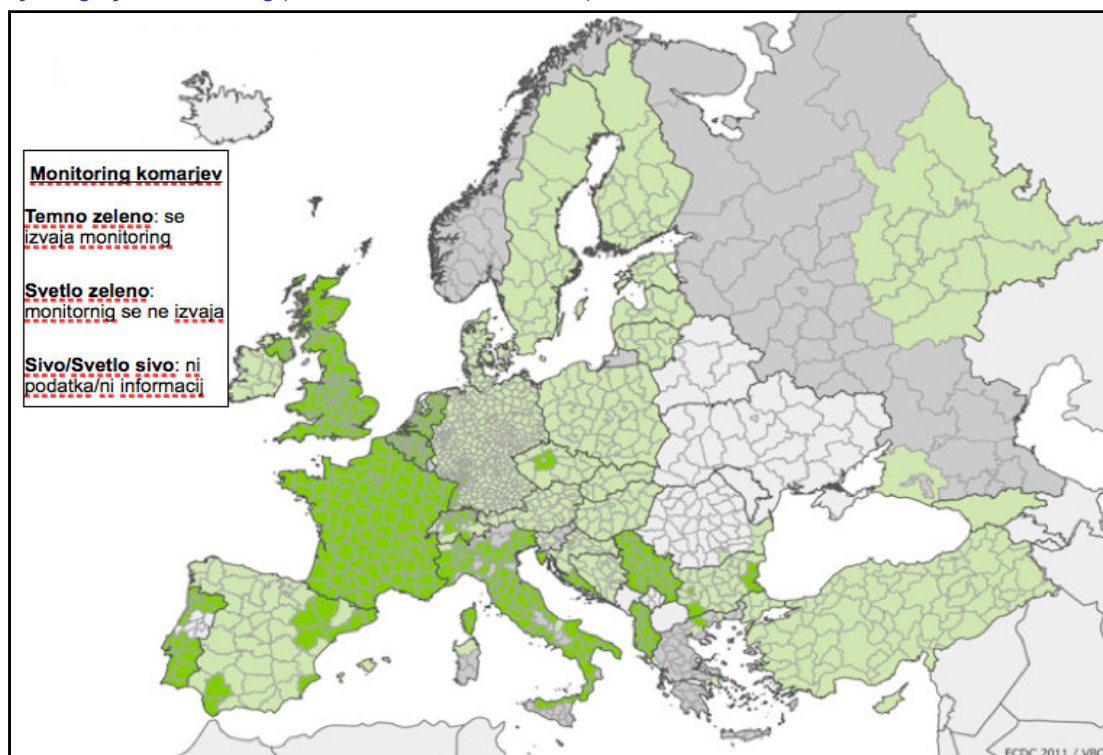 Monitoring komarjev
Temno zeleno: se
izvaja monitoring
Svetlo zeleno:
monitornig se ne izvaja
Sivo/Svetlo sivo: ni
podatka/ni informacij
ECDC 2011 / VBO